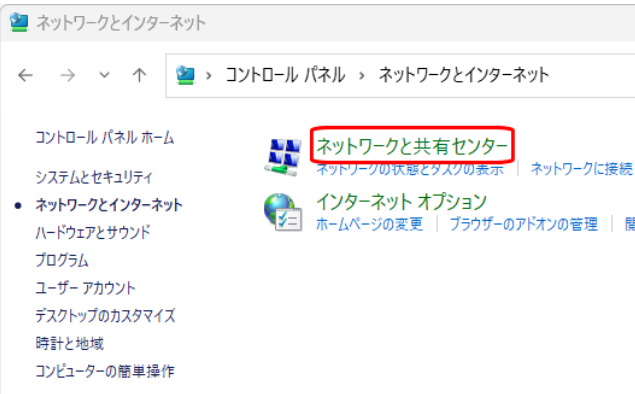 ネットワークとインターネット
コントロール パネル › ネットワークとインターネット
コントロール パネル ホーム
システムとセキュリティ
ネットワークとインターネット
ハードウェアとサウンド
プログラム
ユーザー アカウント
デスクトップのカスタマイズ
時計と地域
コンピューターの簡単操作
ネットワークと共有センター
ネットワークの状態とタスクの表示 | ネットワークに接続
インターネット オプション
ホームページの変更 | ブラウザーのアドオンの管理 |